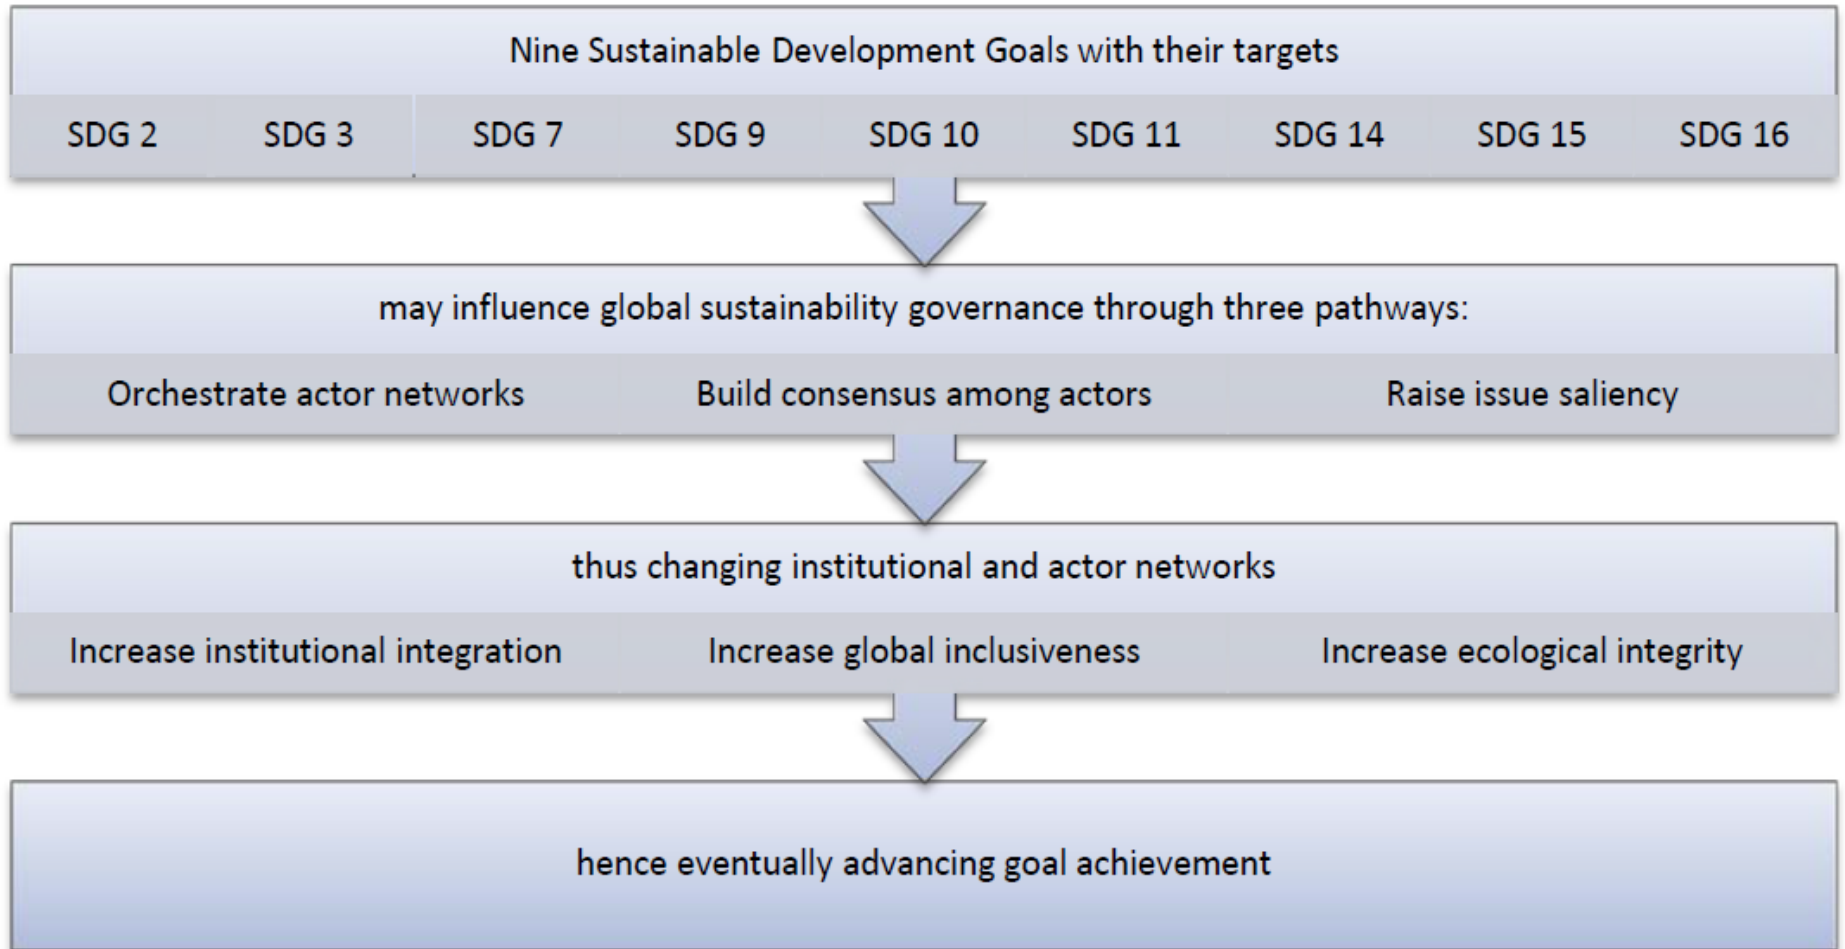 Nine Sustainable Development Goals with their targets
SDG 2 SDG 3 SDG 7 SDG 9 SDG 10 SDG 11 SDG 14 SDG 15 SDG 16
may influence global sustainability governance through three pathways:
Orchestrate actor networks Build consensus among actors Raise issue saliency
thus changing institutional and actor networks
Increase institutional integration Increase global inclusiveness Increase ecological integrity
hence eventually advancing goal achievement